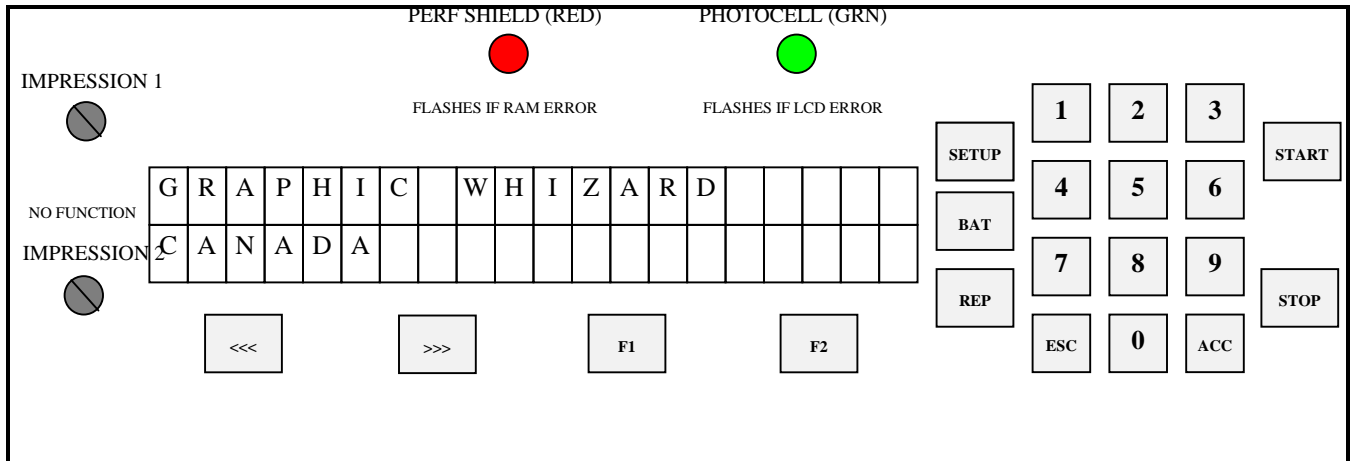 PERF SHIELD (RED) PHOTOCELL (GRN)
IMPRESSION 1
FLASHES IF RAM ERROR FLASHES IF LCD ERROR
1 2 3
SETUP START
GRAPHIC WHIZARD
4 5 6
NO FUNCTION
BAT
CANADA
IMPRESSION 2
7 8 9
REP STOP
<<< >>> F1 F2 ESC 0 ACC